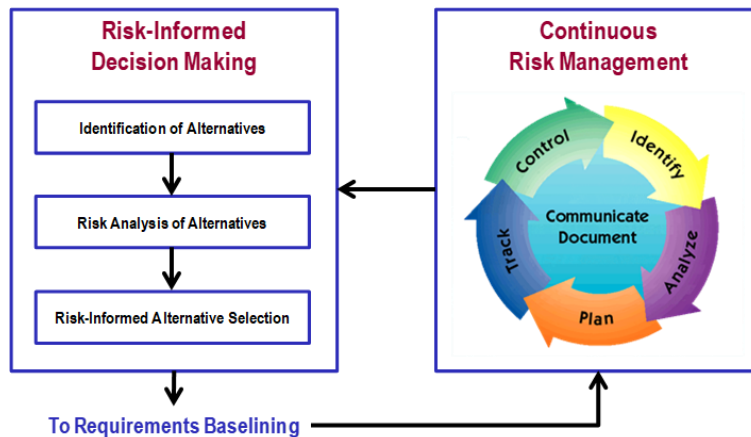 Risk-Informed
Decision Making
Identification of Alternatives
Risk Analysis of Alternatives
Risk-Informed Alternative Selection
To Requirements Baselining
Continuous
Risk Management
Control
Identify
Communicate
Document
Track
Analyze
Plan